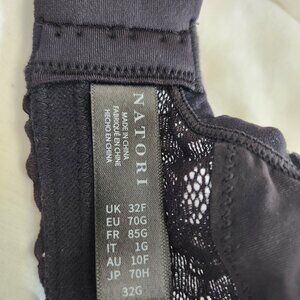 NATORI
MADE IN CHINA
FABRIQUÉ EN CHINE
HECHO EN CHINA
UK 32F
EU 70G
FR 85G
IT 1G
AU 10F
JP 70H
32G